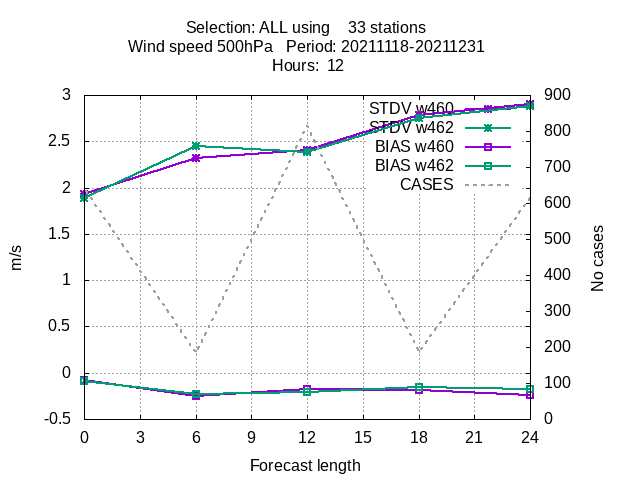 Selection: ALL using    33 stations
Wind speed 500hPa   Period: 20211118-20211231
Hours:  12
STDV w460
STDV w462
BIAS w460
BIAS w462
CASES
3
2.5
2
1.5
1
0.5
0
-0.5
900
800
700
600
500
400
300
200
100
0
m/s
No cases
0 3 6 9 12 15 18 21 24
Forecast length